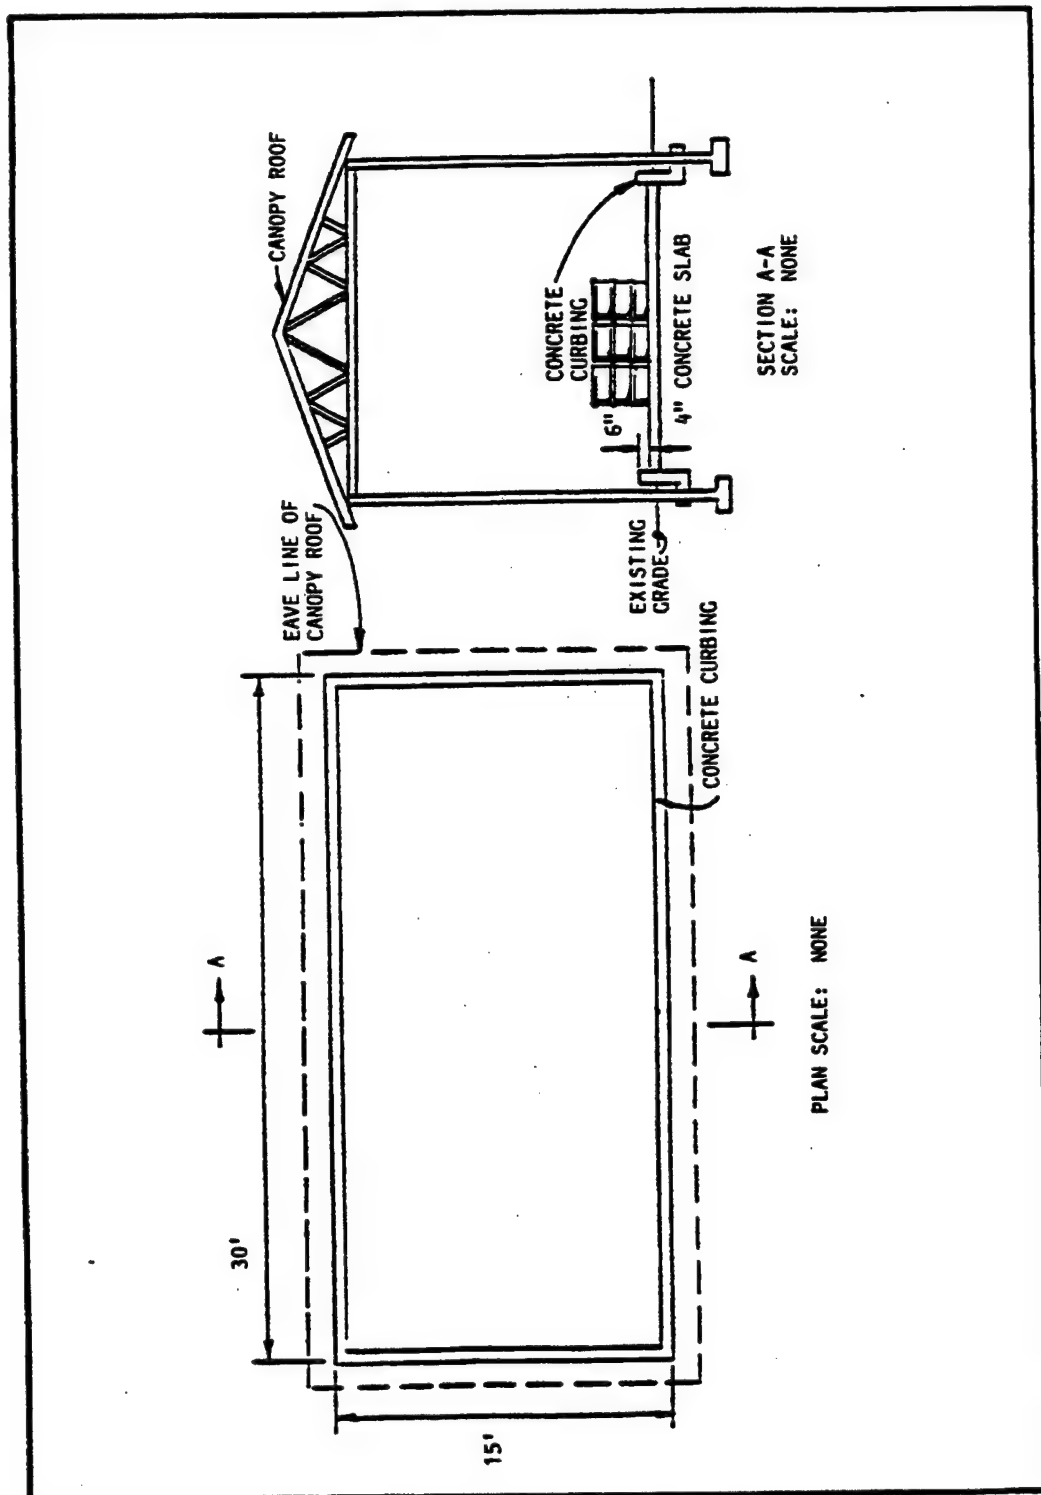 30'
15'
A
A
EAVE LINE OF
CANOPY ROOF
CONCRETE CURBING
PLAN SCALE: NONE
CANOPY ROOF
CONCRETE
CURBING
6"
4" CONCRETE SLAB
EXISTING
GRADE
SECTION A-A
SCALE: NONE